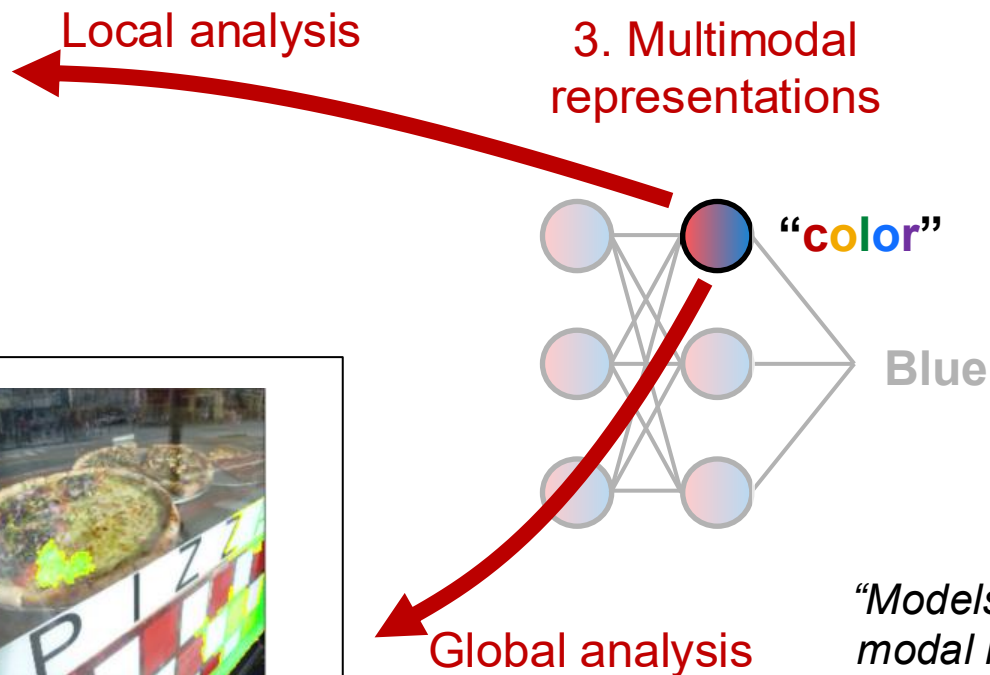 Local analysis
3. Multimodal
representations
“color”
Blue
PIZZ
Global analysis
“Models
modal